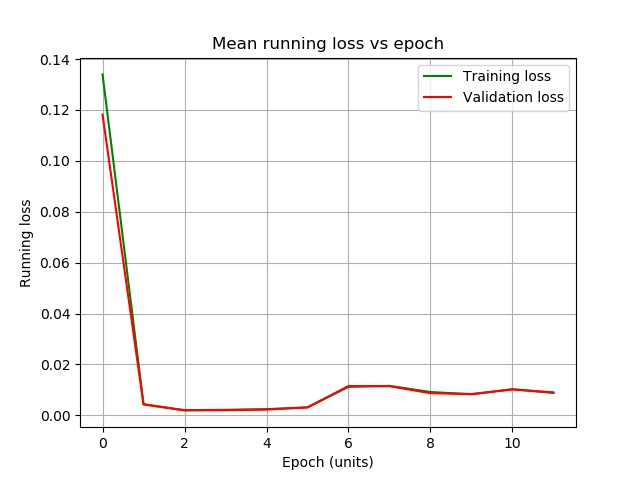 Mean running loss vs epoch
Training loss
Validation loss
0.14
0.12
0.10
0.08
0.06
0.04
0.02
0.00
Running loss
0 2 4 6 8 10
Epoch (units)